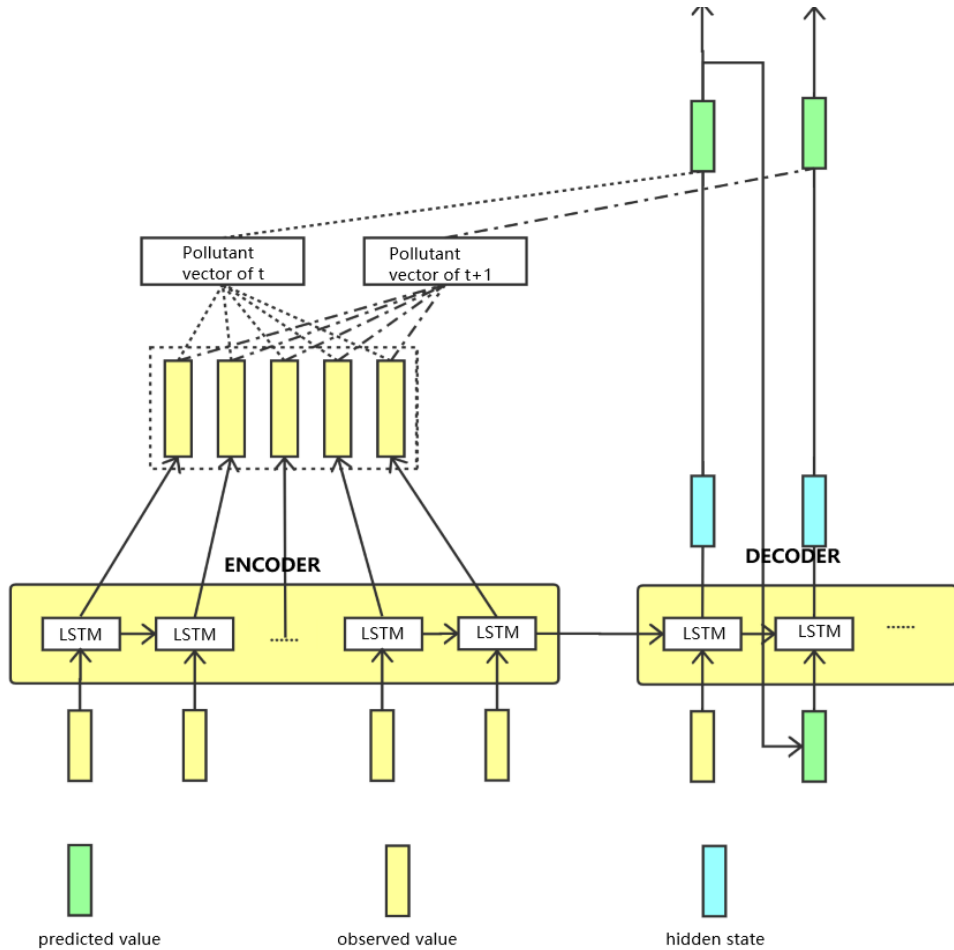 Pollutant
vector of t
Pollutant
vector of t+1
ENCODER
DECODER
LSTM
LSTM
......
LSTM
LSTM
LSTM
LSTM
......
predicted value
observed value
hidden state